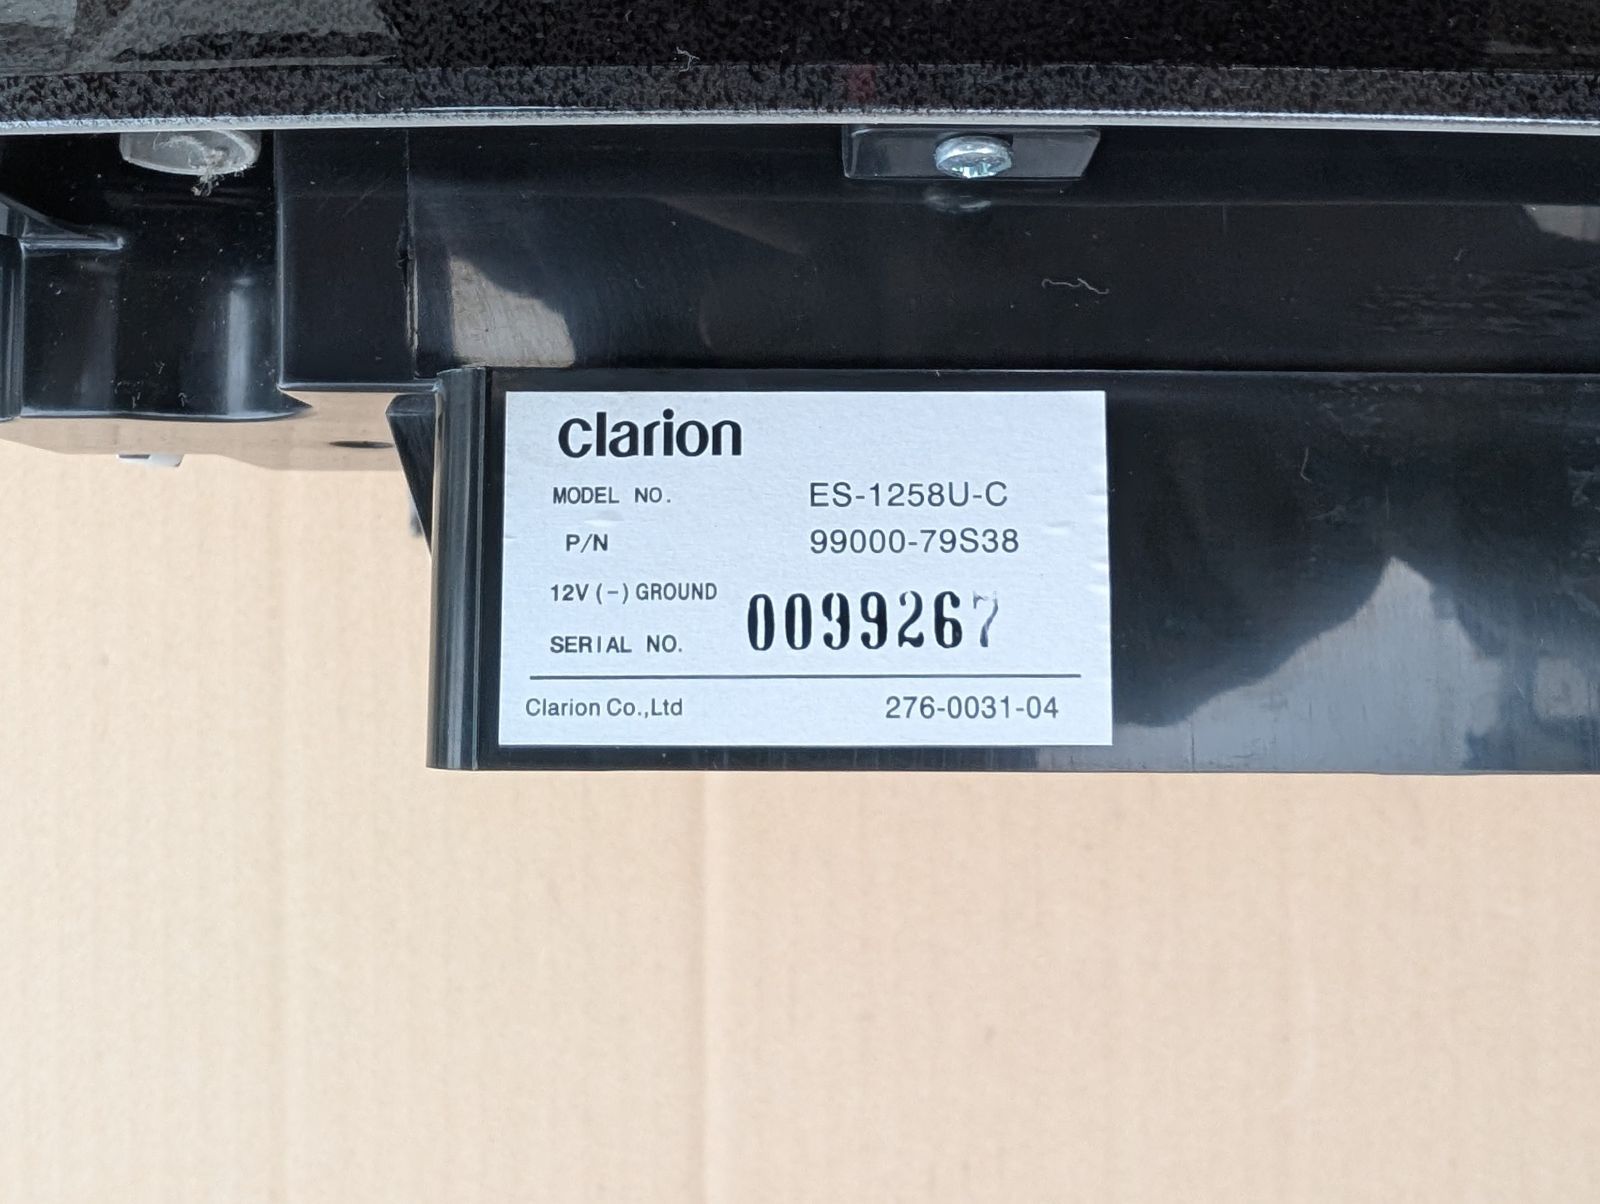 clarion
MODEL NO. ES-1258U-C
P/N 99000-79S38
12V (-) GROUND
SERIAL NO. 0099267
Clarion Co.,Ltd 276-0031-04